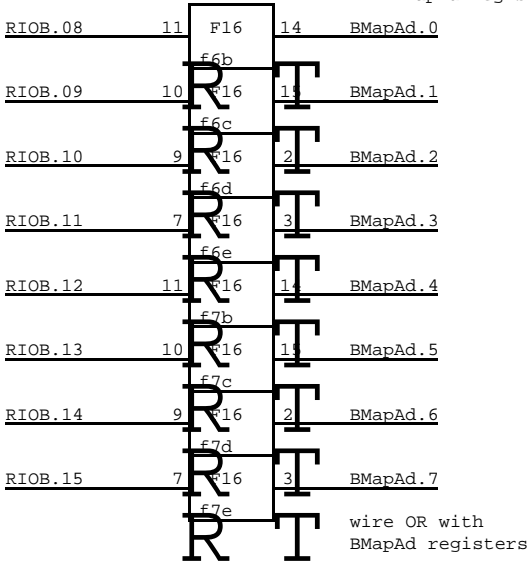 RIOB.08 11 F16 14 BMapAd.0
f6b
R T
RIOB.09 10 F16 15 BMapAd.1
f6c
R T
RIOB.10 9 F16 2 BMapAd.2
f6d
R T
RIOB.11 7 F16 3 BMapAd.3
f6e
R T
RIOB.12 11 F16 14 BMapAd.4
f7b
R T
RIOB.13 10 F16 15 BMapAd.5
f7c
R T
RIOB.14 9 F16 2 BMapAd.6
f7d
R T
RIOB.15 7 F16 3 BMapAd.7
f7e
R T
wire OR with
BMapAd registers